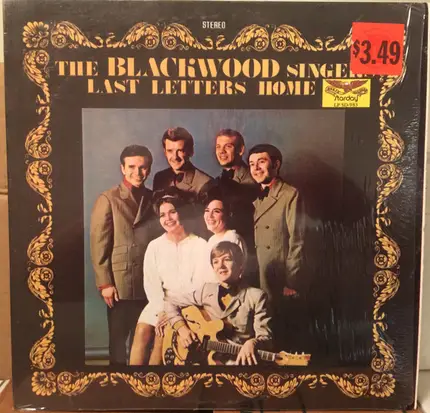 STEREO
$3.49
THE BLACKWOOD SINGERS
LAST LETTERS HOME
Starday